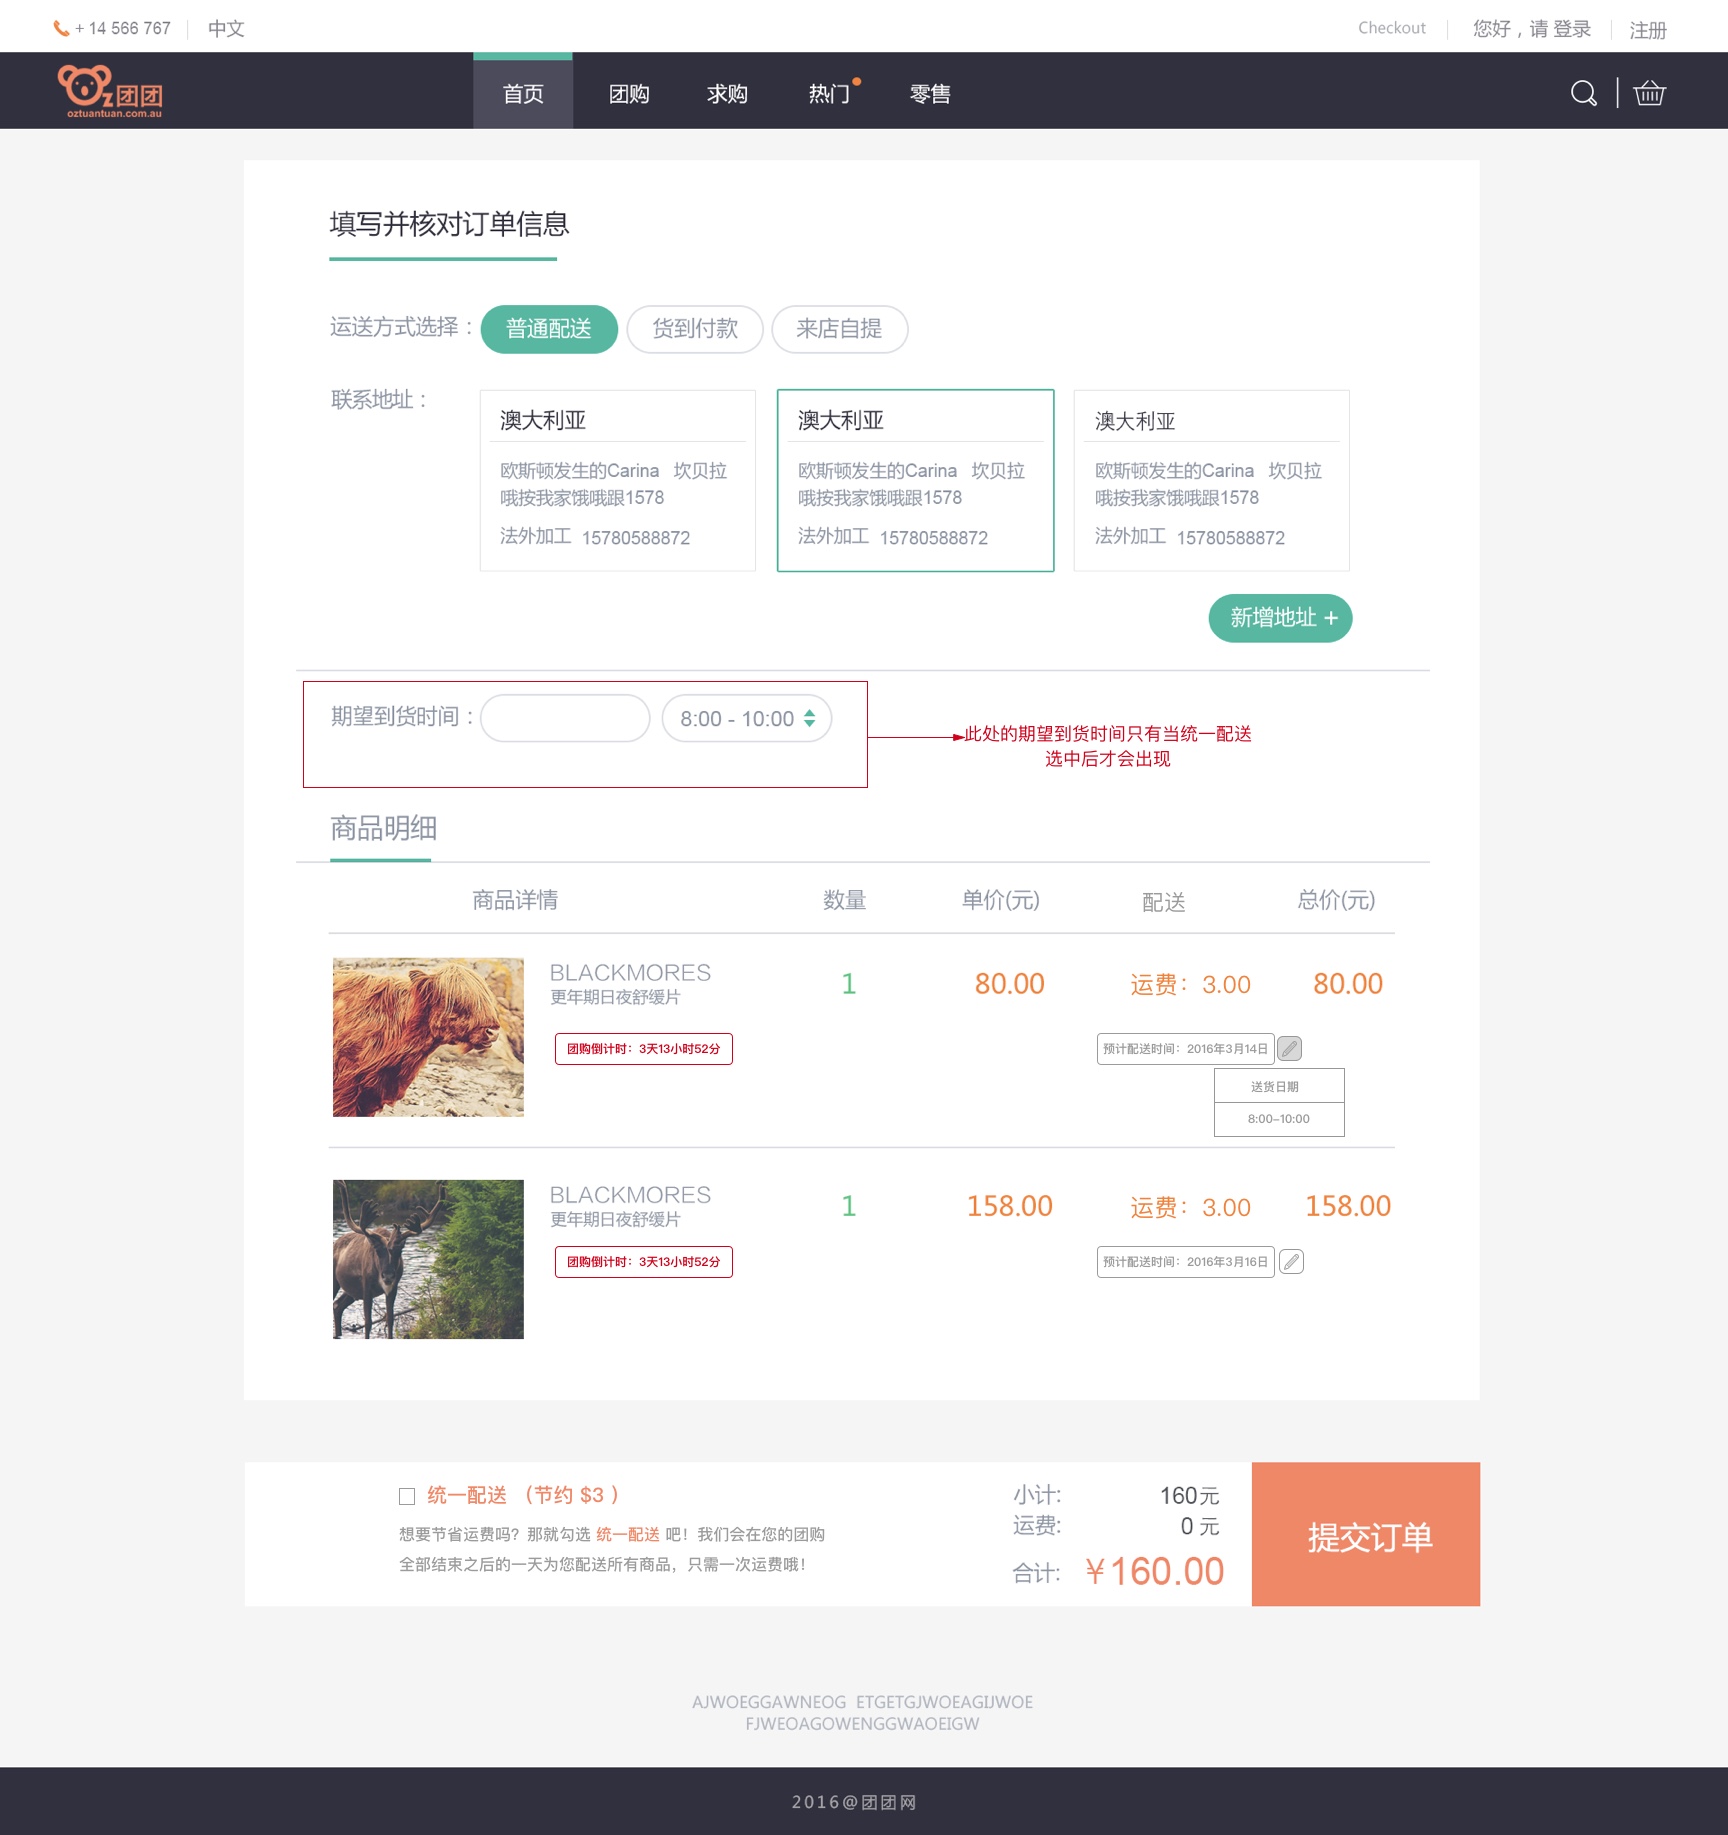 + 14 566 767
中文
Checkout
您好，请 登录
注册
Oz团团
oztuantuan.com.au
首页
团购
求购
热门
零售
填写并核对订单信息
运送方式选择：
普通配送
货到付款
来店自提
联系地址：
澳大利亚
欧斯顿发生的Carina 坎贝拉
哦按我家饿哦跟1578
法外加工 15780588872
澳大利亚
欧斯顿发生的Carina 坎贝拉
哦按我家饿哦跟1578
法外加工 15780588872
澳大利亚
欧斯顿发生的Carina 坎贝拉
哦按我家饿哦跟1578
法外加工 15780588872
新增地址 +
期望到货时间：
8:00 - 10:00
此处的期望到货时间只有当统一配送
选中后才会出现
商品明细
商品详情
数量
单价(元)
配送
总价(元)
BLACKMORES
更年期日夜舒缓片
团购倒计时：3天13小时52分
1
80.00
运费：3.00
80.00
预计配送时间：2016年3月14日
送货日期
8:00-10:00
BLACKMORES
更年期日夜舒缓片
团购倒计时：3天13小时52分
1
158.00
运费：3.00
158.00
预计配送时间：2016年3月16日
统一配送 （节约 $3 ）
想要节省运费吗？那就勾选 统一配送 吧！我们会在您的团购
全部结束之后的一天为您配送所有商品，只需一次运费哦！
小计: 160元
运费: 0 元
合计: ￥160.00
提交订单
AJWOEGGAWNEOG ETGETGJWOEAGIJWOE
FJWEOAGOWENGGWAOEIGW
2016@团团网